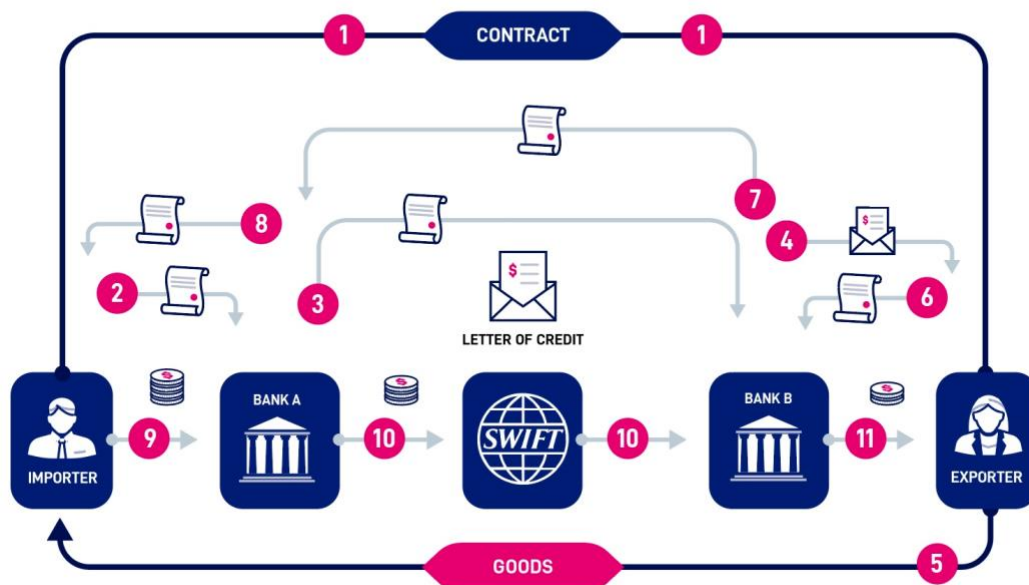 1
CONTRACT
1
7
8
4
2
3
$
6
$
LETTER OF CREDIT
$
$
$
BANK A
BANK B
IMPORTER
9
10
SWIFT
10
11
EXPORTER
GOODS
5